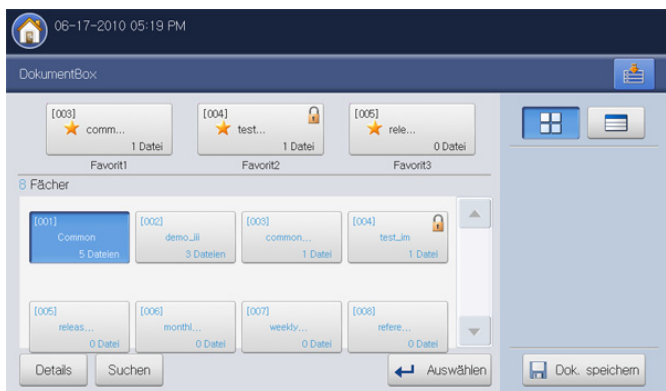 06-17-2010 05:19 PM
DokumentBox
[003] [004] [005]
comm... test... rele...
1 Datei 1 Datei 0 Datei
Favorit1 Favorit2 Favorit3
8 Fächer
[001] [002] [003] [004]
Common demo_iii common... test_im
5 Dateien 3 Dateien 1 Datei 1 Datei
[005] [006] [007] [008]
releas... monthl... weekly... refere...
0 Datei 0 Datei 0 Datei 0 Datei
Details Suchen Auswählen Dok. speichern